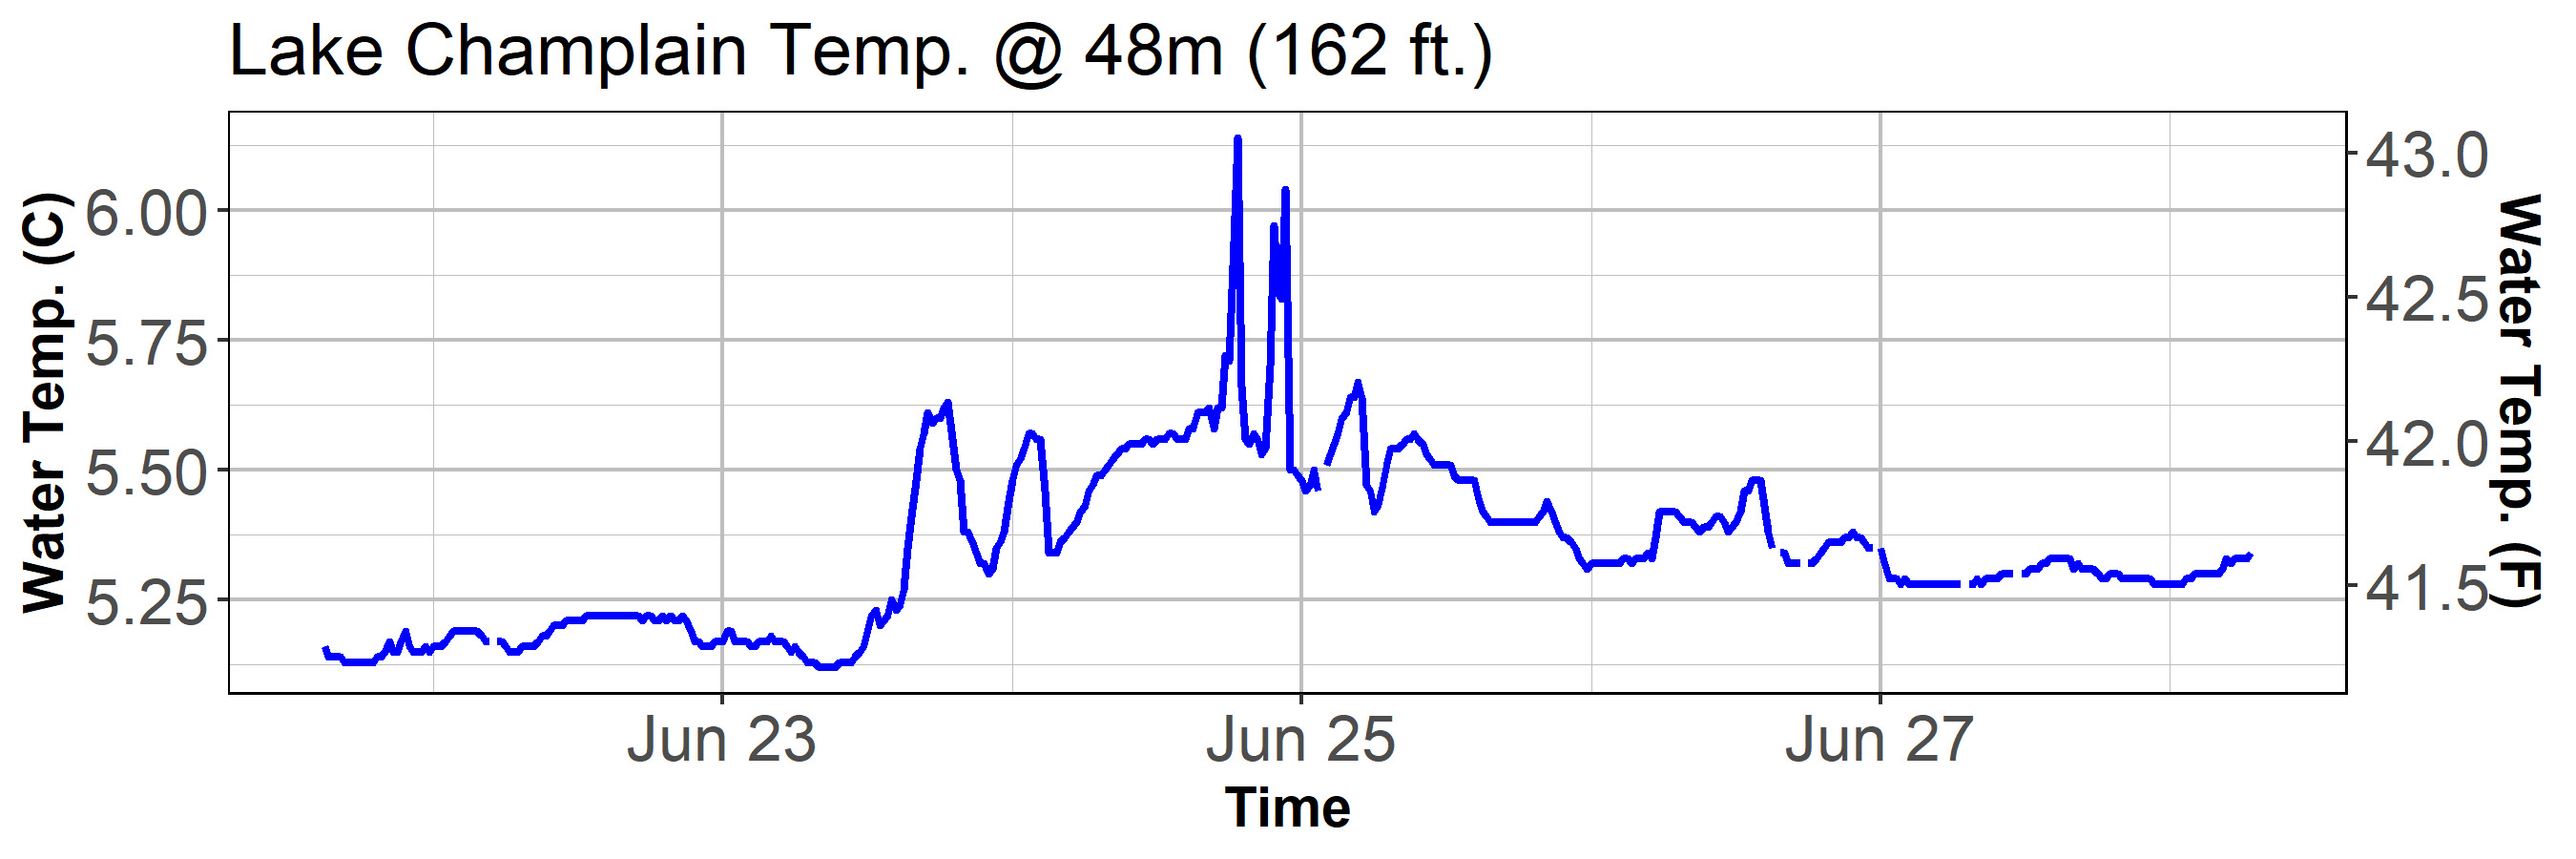 Lake Champlain Temp. @ 48m (162 ft.)
Water Temp. (C)
6.00
5.75
5.50
5.25
43.0
42.5
42.0
41.5
Water Temp. (F)
Jun 23
Jun 25
Jun 27
Time